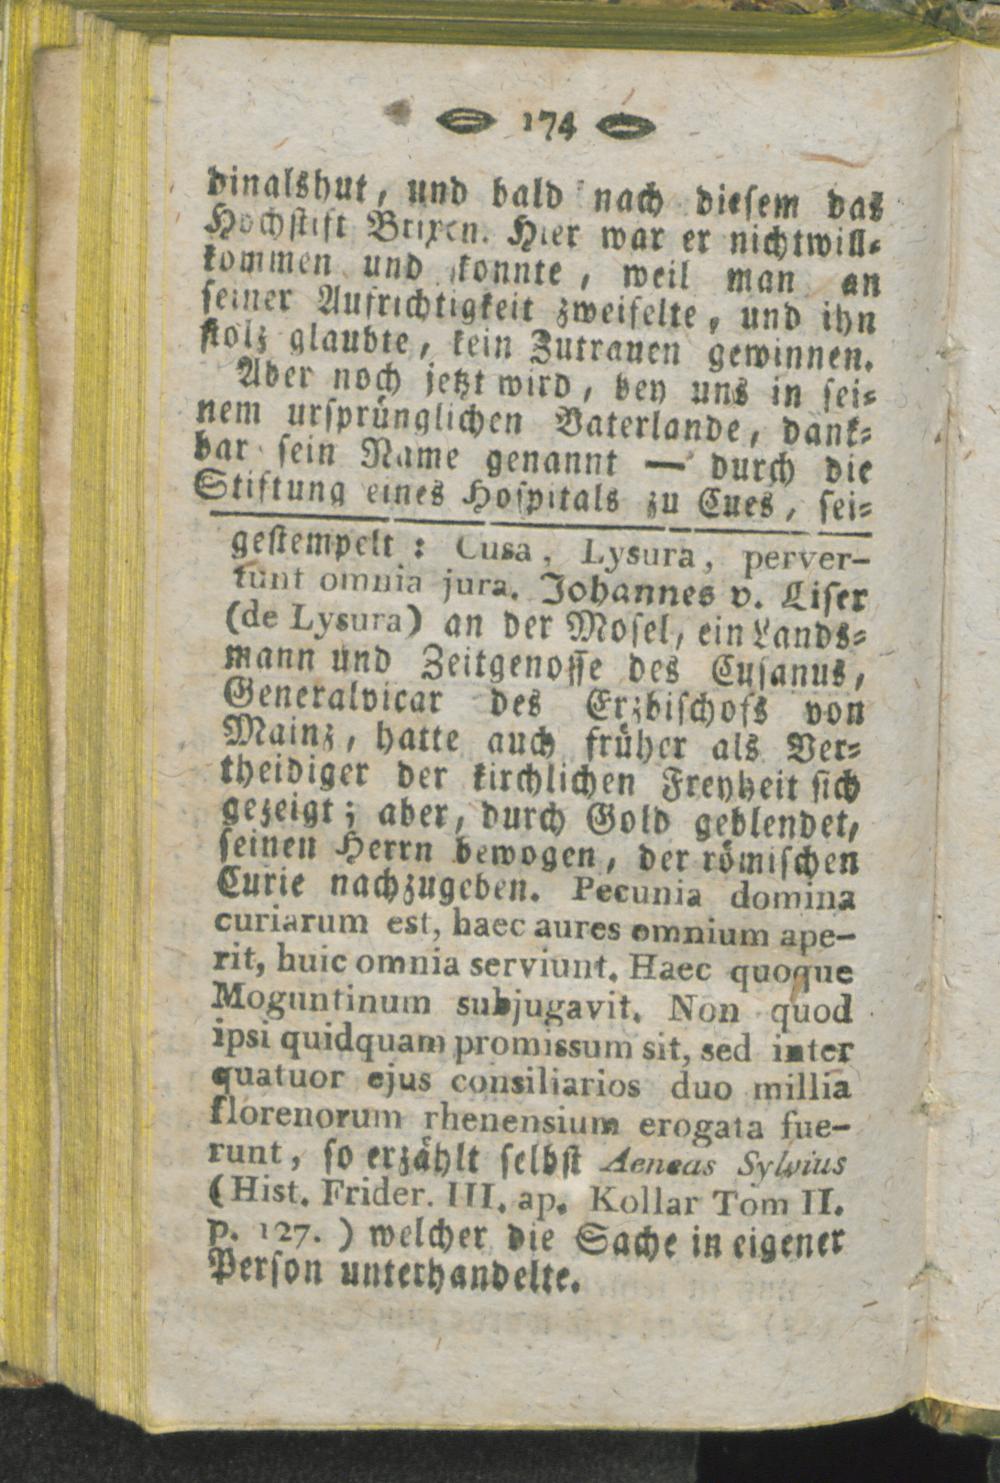 174
dinalshut, und bald nach diesem das
Hochstift Brixen. Hier war er nichtwill⸗
kommen und konnte, weil man an
seiner Aufrichtigkeit zweifelte, und ihn
stolz glaubte, kein Zutrauen gewinnen.
Aber noch jetzt wird, bey uns in sei⸗
nem ursprünglichen Vaterlande, dank⸗
bar sein Name genannt — durch die
Stiftung eines Hospitals zu Cues, sei⸗
gestempelt: Cusa, Lysura, perver-
tunt omnia jura. Johannes v. Liser
(de Lysura) an der Mosel, ein Lands⸗
mann und Zeitgenosse des Cusanus,
Generalvicar des Erzbischofs von
Mainz, hatte auch früher als Ver⸗
theidiger der kirchlichen Freyheit sich
gezeigt; aber, durch Gold geblendet,
seinen Herrn bewogen, der römischen
Curie nachzugeben. Pecunia domina
curiarum est, haec aures omnium ape-
rit, huic omnia serviunt. Haec quoque
Moguntinum subjugavit. Non quod
ipsi quidquam promissum sit, sed inter
quatuor ejus consiliarios duo millia
florenorum rhenensium erogata fue-
runt, so erzählt selbst Aeneas Sylvius
(Hist. Frider. III. ap. Kollar Tom II.
p. 127.) welcher die Sache in eigener
Person unterhandelte.